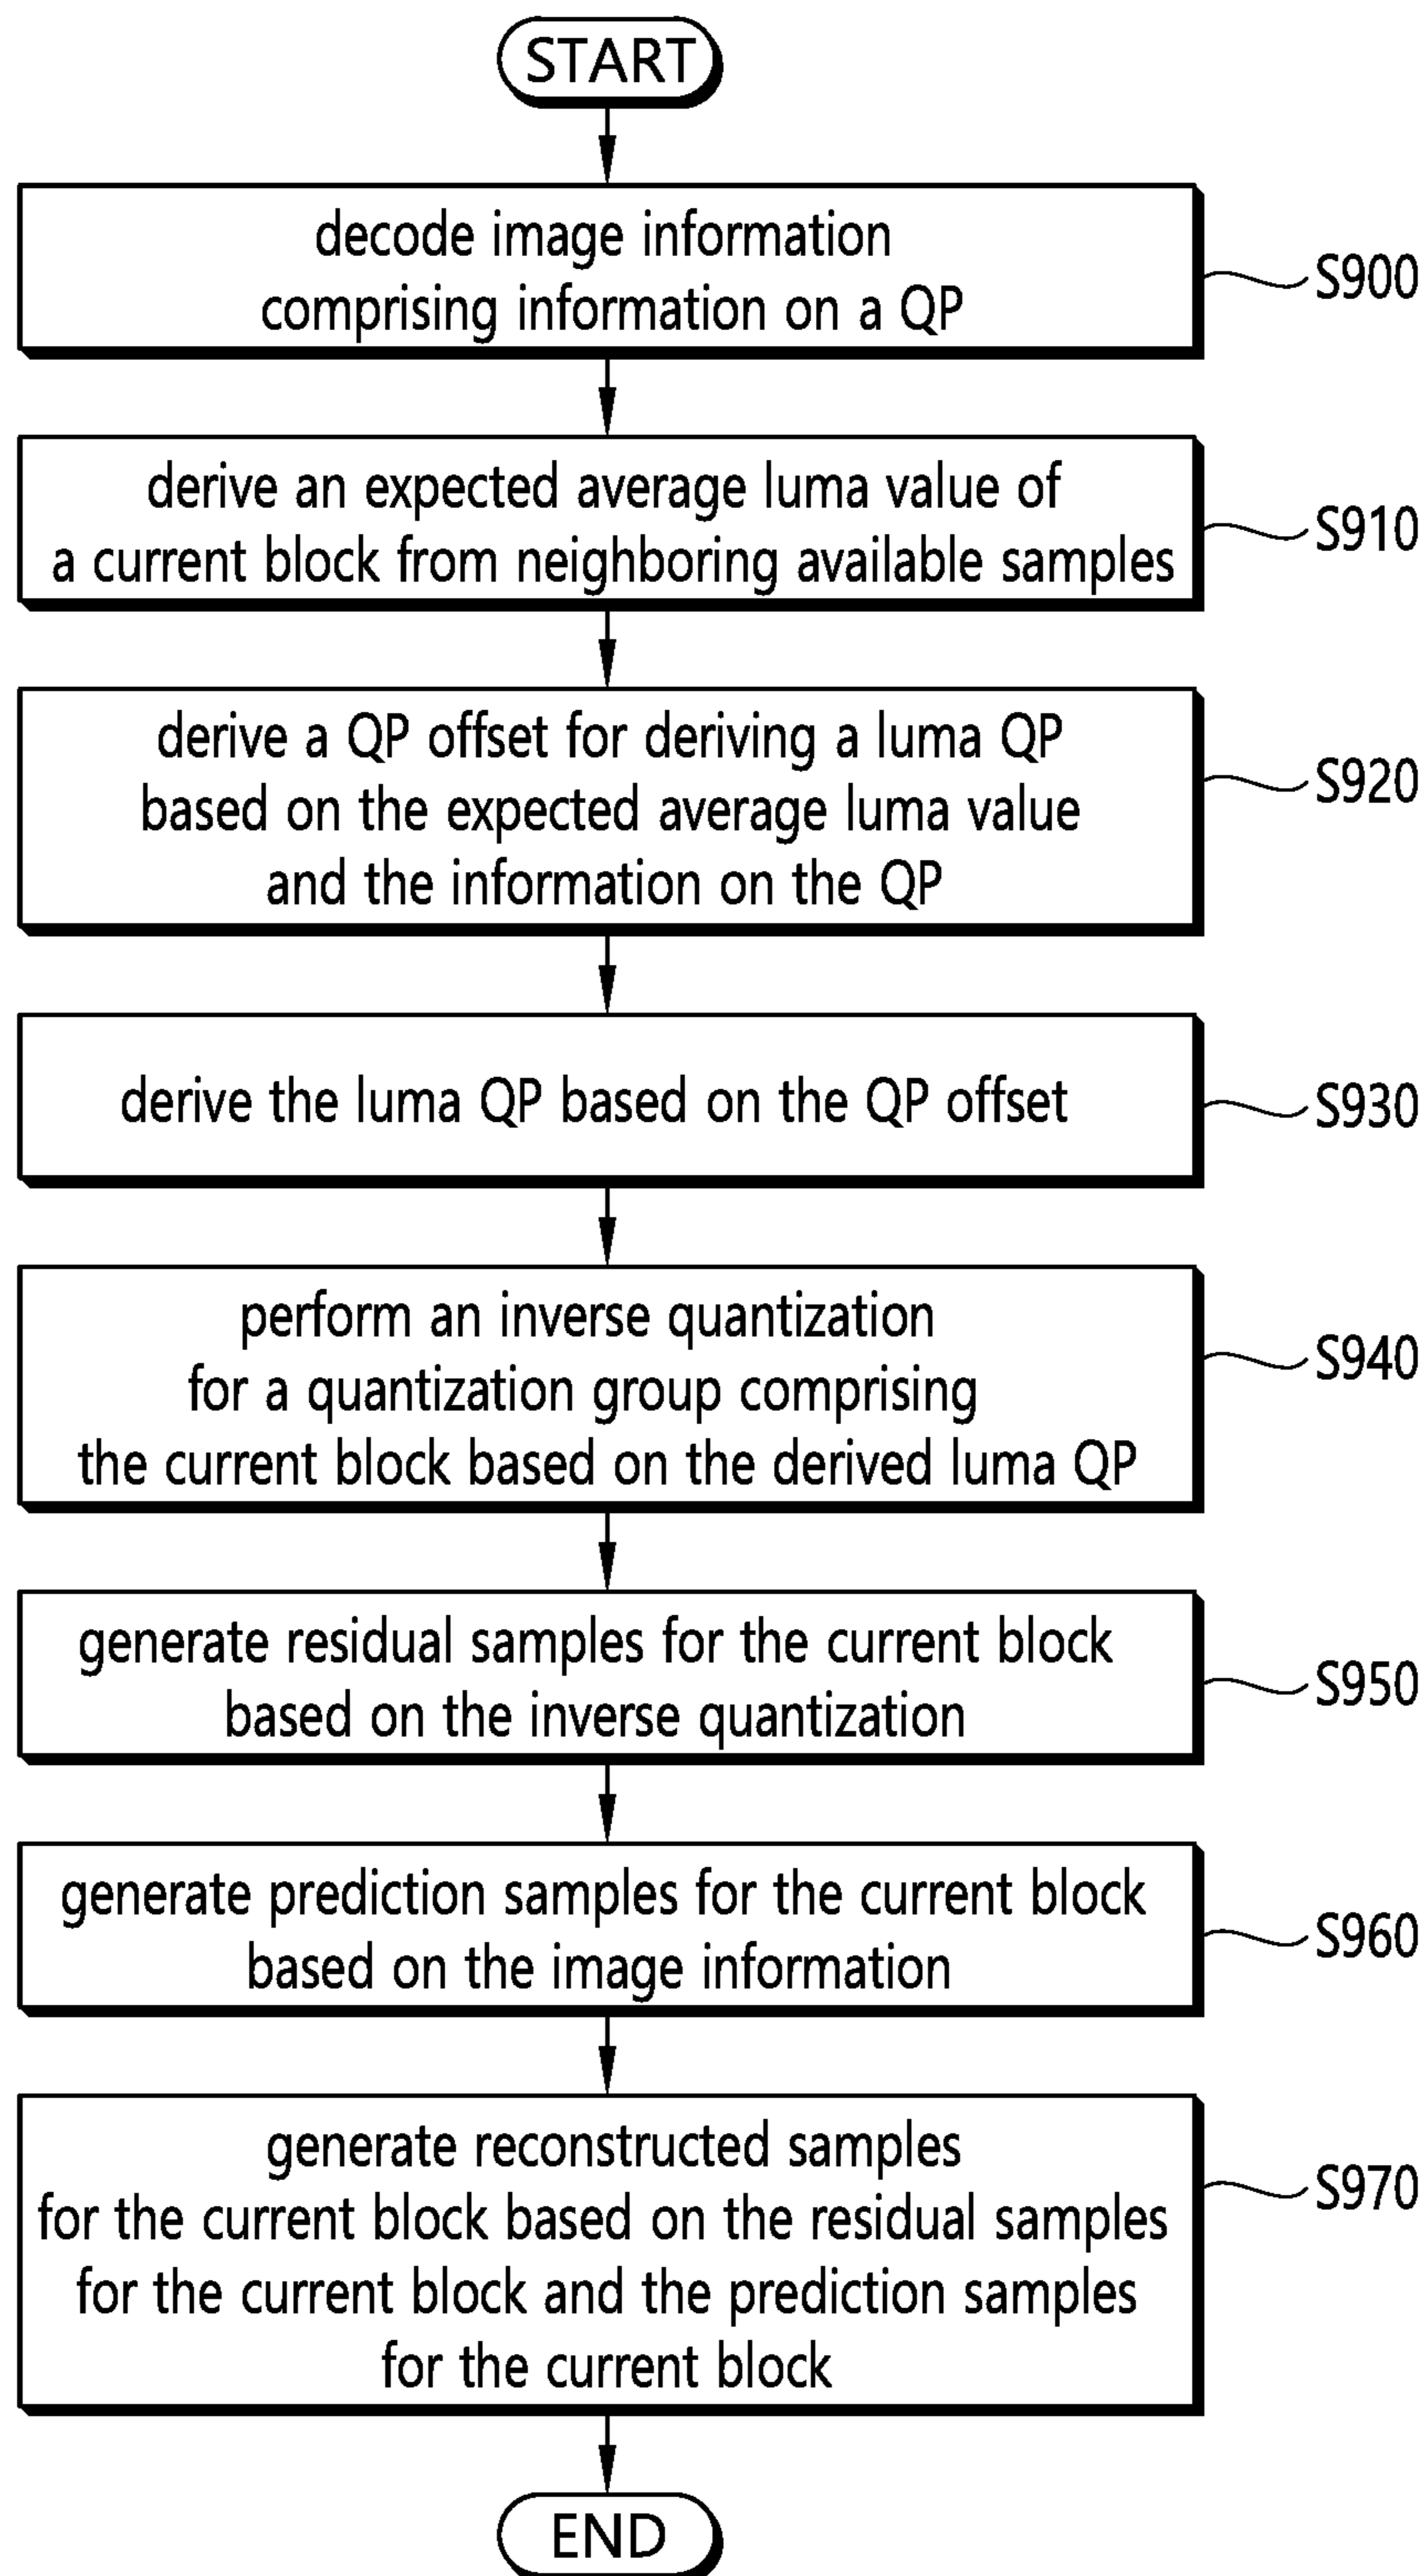 START
decode image information
comprising information on a QP
S900
derive an expected average luma value of
a current block from neighboring available samples
S910
derive a QP offset for deriving a luma QP
based on the expected average luma value
and the information on the QP
S920
derive the luma QP based on the QP offset
S930
perform an inverse quantization
for a quantization group comprising
the current block based on the derived luma QP
S940
generate residual samples for the current block
based on the inverse quantization
S950
generate prediction samples for the current block
based on the image information
S960
generate reconstructed samples
for the current block based on the residual samples
for the current block and the prediction samples
for the current block
S970
END